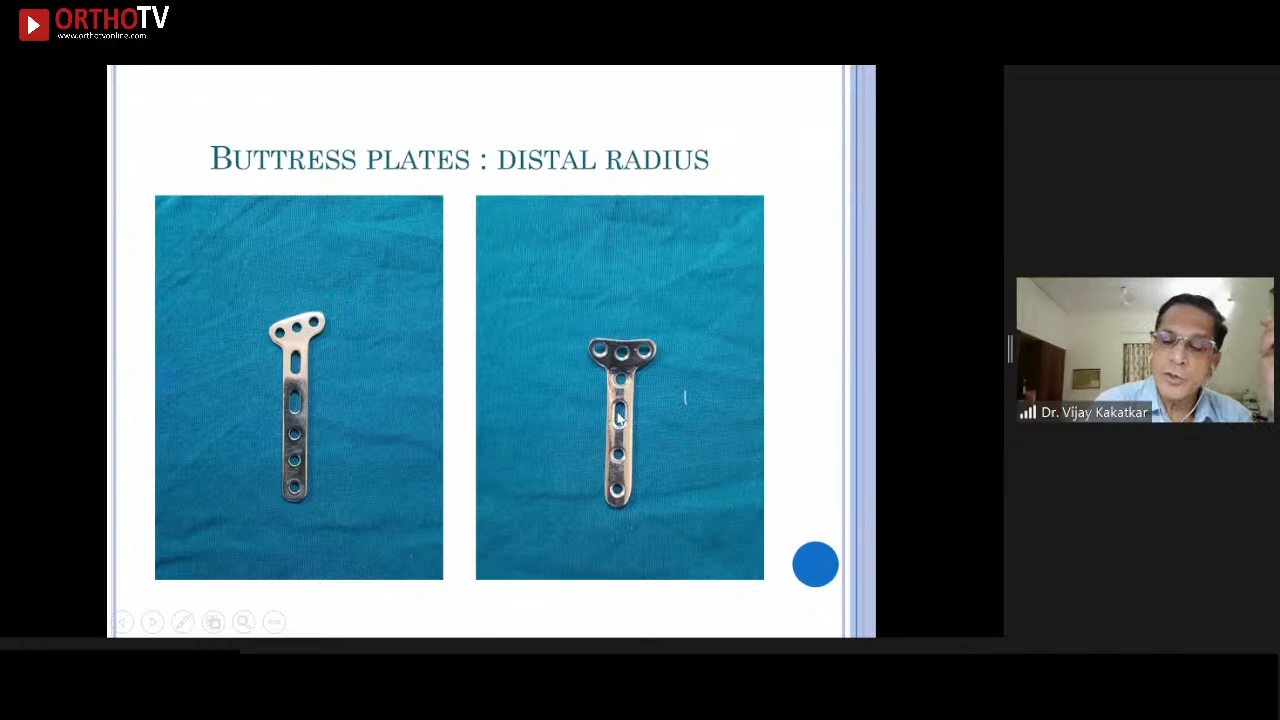 ORTHOTV
www.orthotvonline.com
BUTTRESS PLATES : DISTAL RADIUS
Dr. Vijay Kakatkar